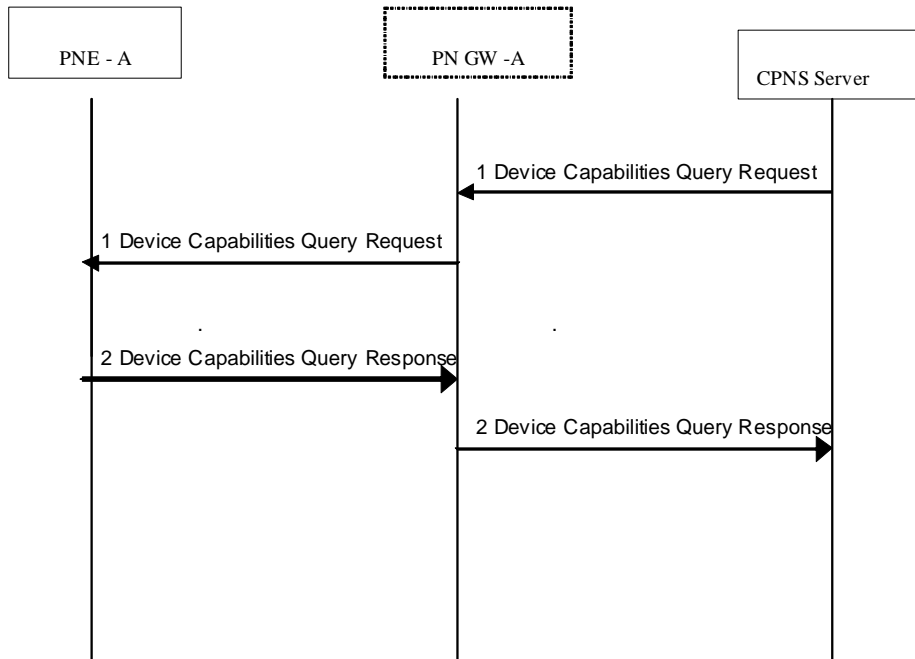 PNE - A
PN GW -A
CPNS Server
1 Device Capabilities Query Request
1 Device Capabilities Query Request
.
.
2 Device Capabilities Query Response
2 Device Capabilities Query Response